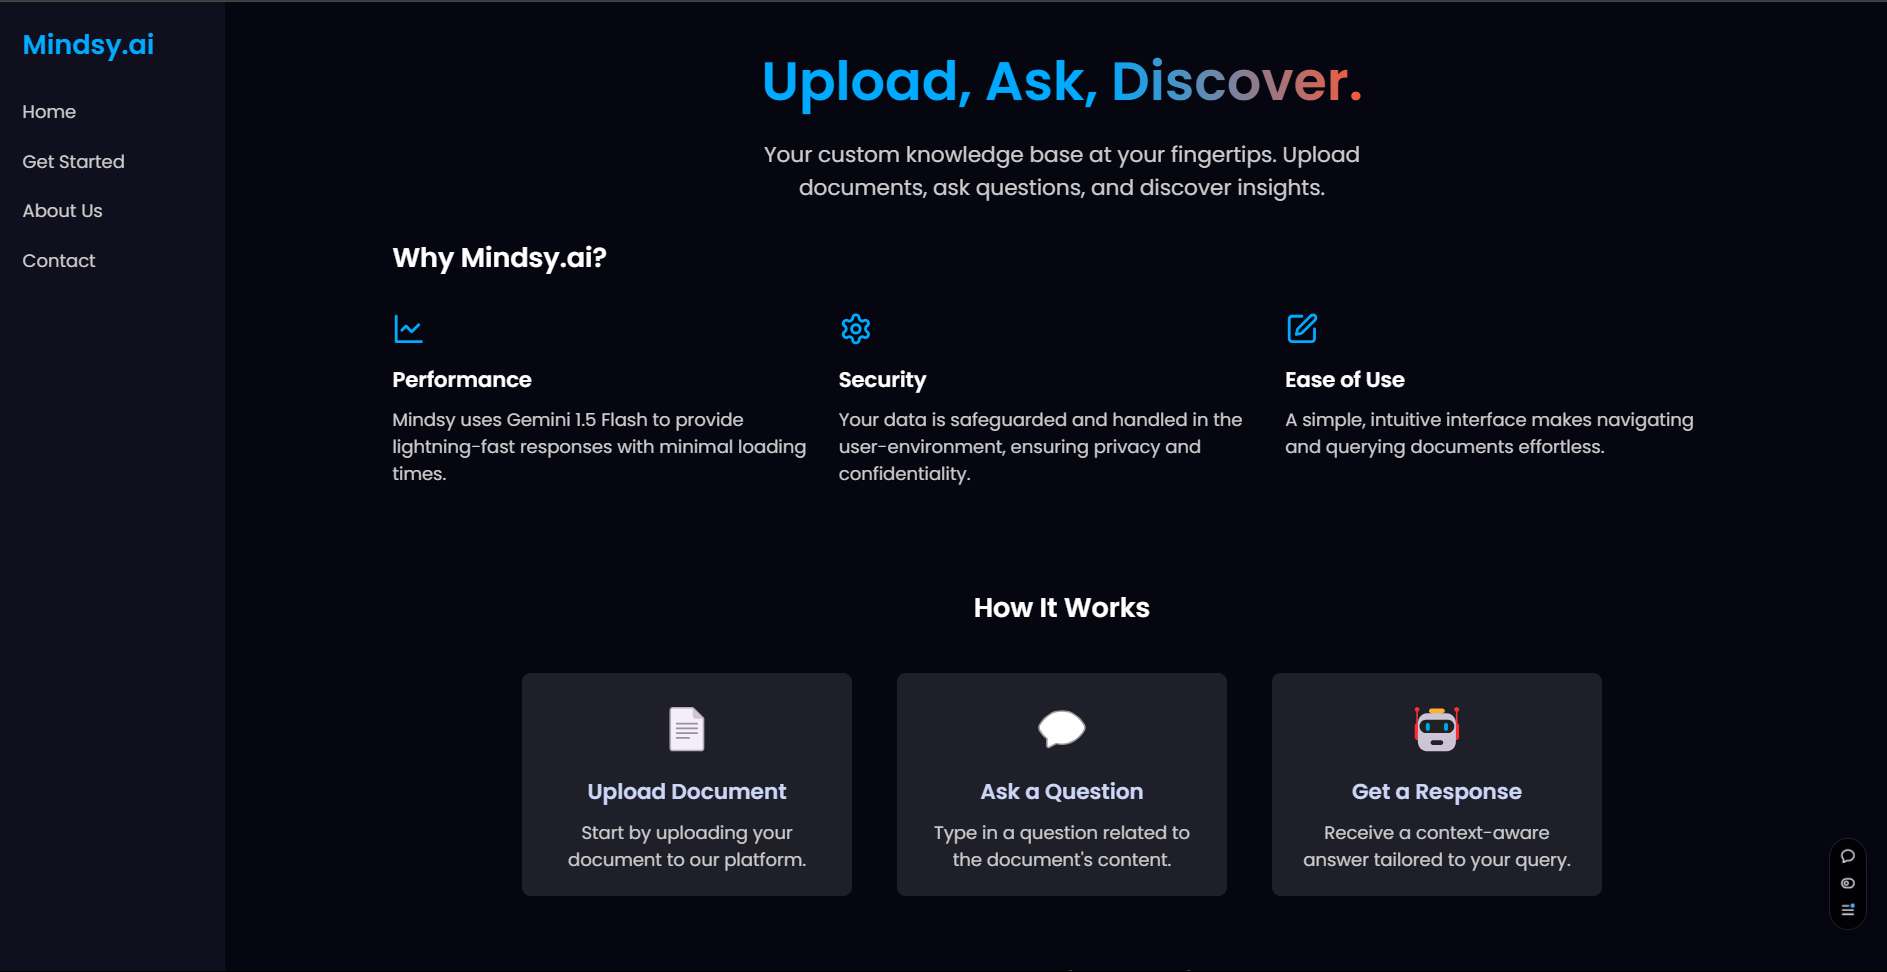 Mindsy.ai
Home
Get Started
About Us
Contact
Upload, Ask, Discover.
Your custom knowledge base at your fingertips. Upload
documents, ask questions, and discover insights.
Why Mindsy.ai?
Performance
Mindsy uses Gemini 1.5 Flash to provide
lightning-fast responses with minimal loading
times.
Security
Your data is safeguarded and handled in the
user-environment, ensuring privacy and
confidentiality.
Ease of Use
A simple, intuitive interface makes navigating
and querying documents effortless.
How It Works
Upload Document
Start by uploading your
document to our platform.
Ask a Question
Type in a question related to
the document's content.
Get a Response
Receive a context-aware
answer tailored to your query.